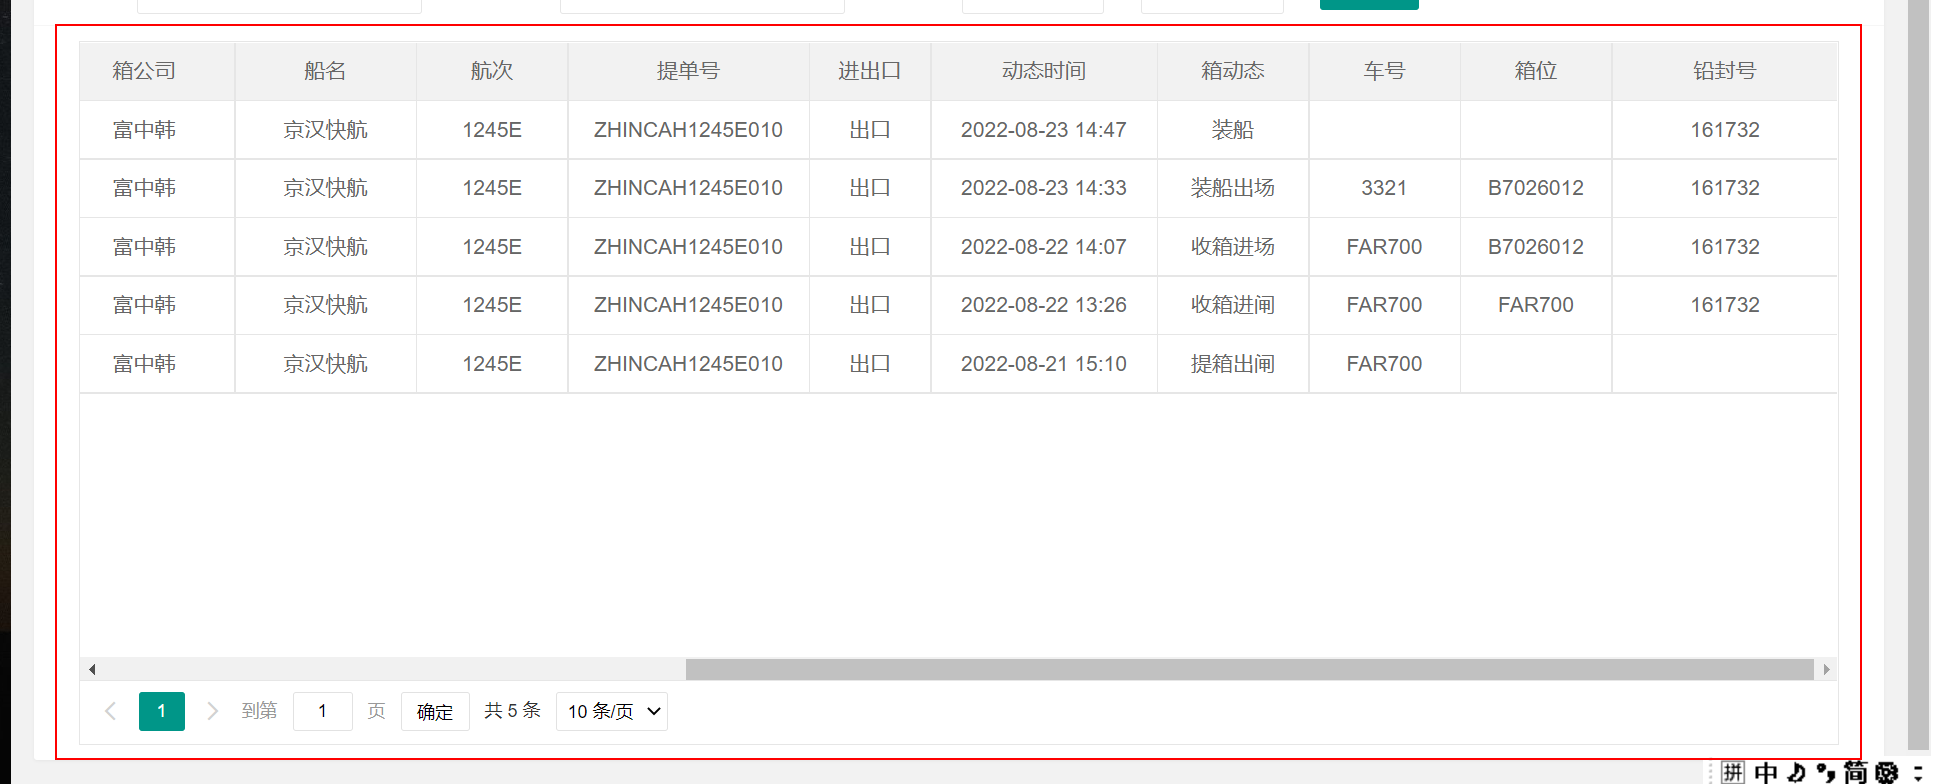 箱公司 船名 航次 提单号 进出口 动态时间 箱动态 车号 箱位 铅封号
富中韩 京汉快航 1245E ZHINCAH1245E010 出口 2022-08-23 14:47 装船 161732
富中韩 京汉快航 1245E ZHINCAH1245E010 出口 2022-08-23 14:33 装船出场 3321 B7026012 161732
富中韩 京汉快航 1245E ZHINCAH1245E010 出口 2022-08-22 14:07 收箱进场 FAR700 B7026012 161732
富中韩 京汉快航 1245E ZHINCAH1245E010 出口 2022-08-22 13:26 收箱进闸 FAR700 FAR700 161732
富中韩 京汉快航 1245E ZHINCAH1245E010 出口 2022-08-21 15:10 提箱出闸 FAR700
1 到第 1 页 确定 共 5 条 10 条/页
拼 中 简